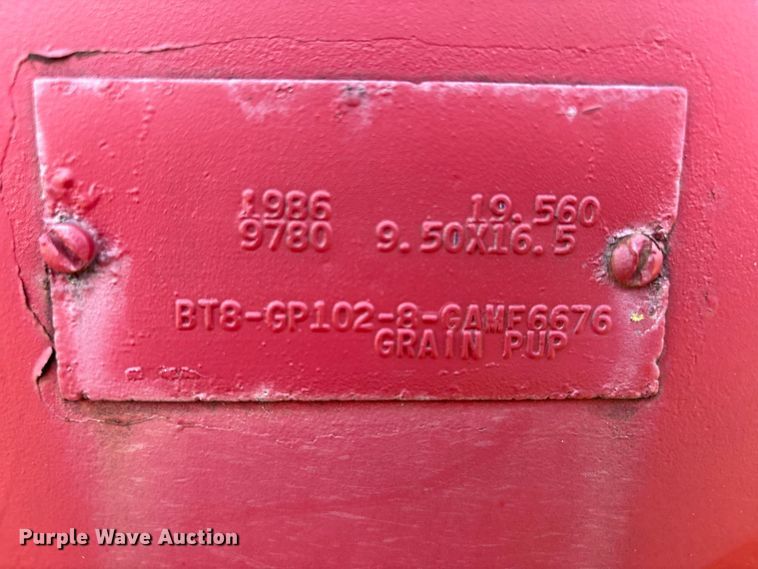 1986 19.560
9780 9.50X16.5
BT8-GP102-8-GAMF6676
GRAIN PUP
Purple Wave Auction